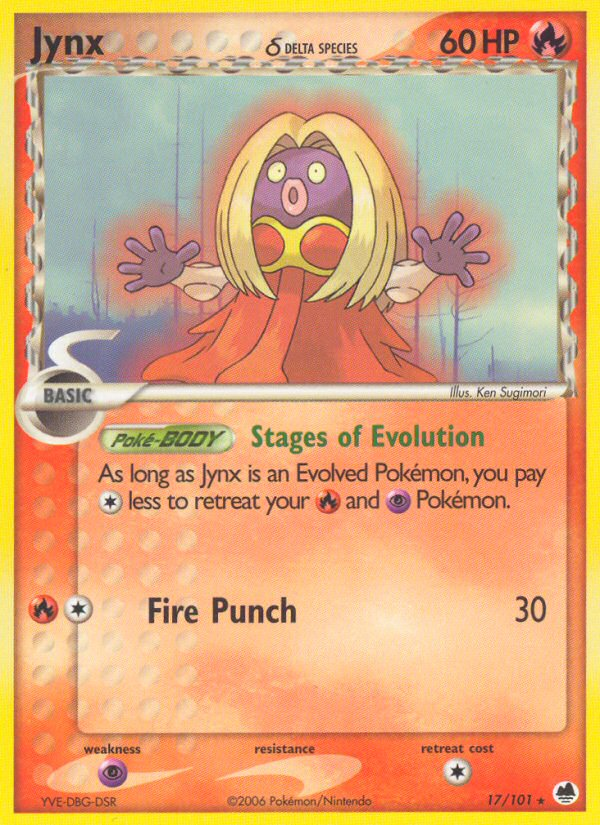 Jynx δ DELTA SPECIES 60 HP
BASIC
Illus. Ken Sugimori
Poké-BODY Stages of Evolution
As long as Jynx is an Evolved Pokémon, you pay
less to retreat your and Pokémon.
Fire Punch 30
weakness resistance retreat cost
YVE-DBG-DSR ©2006 Pokémon/Nintendo 17/101 ★